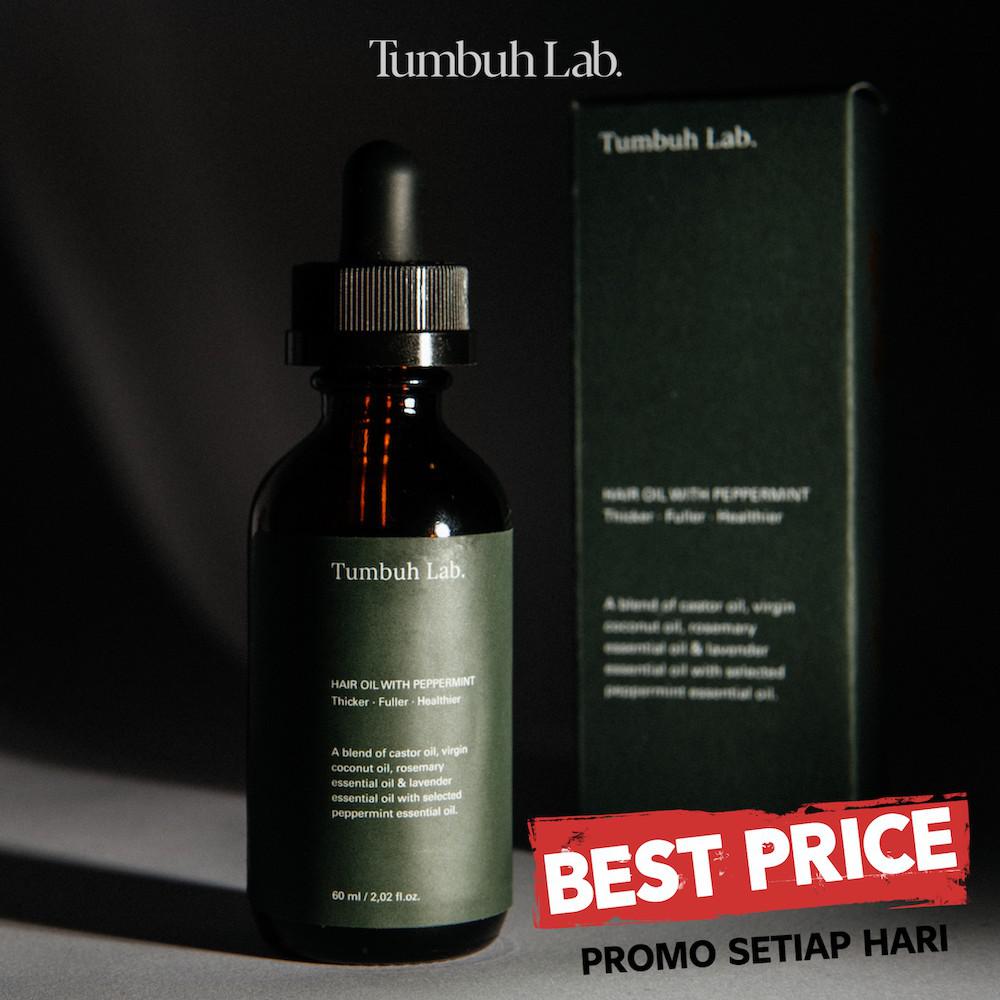 Tumbuh Lab.
Tumbuh Lab.
HAIR OIL WITH PEPPERMINT
Thicker · Fuller · Healthier
A blend of castor oil, virgin
coconut oil, rosemary
essential oil & lavender
essential oil with selected
peppermint essential oil.
Tumbuh Lab.
HAIR OIL WITH PEPPERMINT
Thicker · Fuller · Healthier
A blend of castor oil, virgin
coconut oil, rosemary
essential oil & lavender
essential oil with selected
peppermint essential oil.
60 ml / 2,02 fl.oz.
BEST PRICE
PROMO SETIAP HARI